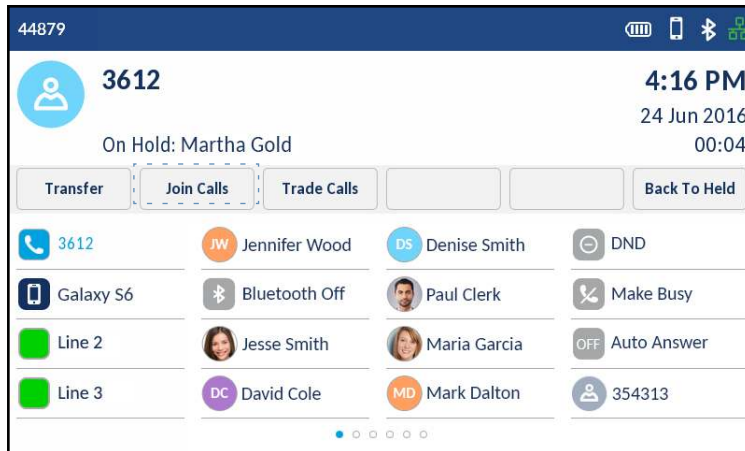 44879
3612
4:16 PM
24 Jun 2016
On Hold: Martha Gold
00:04
Transfer
Join Calls
Trade Calls
Back To Held
3612
JW Jennifer Wood
DS Denise Smith
DND
Galaxy S6
Bluetooth Off
Paul Clerk
Make Busy
Line 2
Jesse Smith
Maria Garcia
OFF Auto Answer
Line 3
DC David Cole
MD Mark Dalton
354313